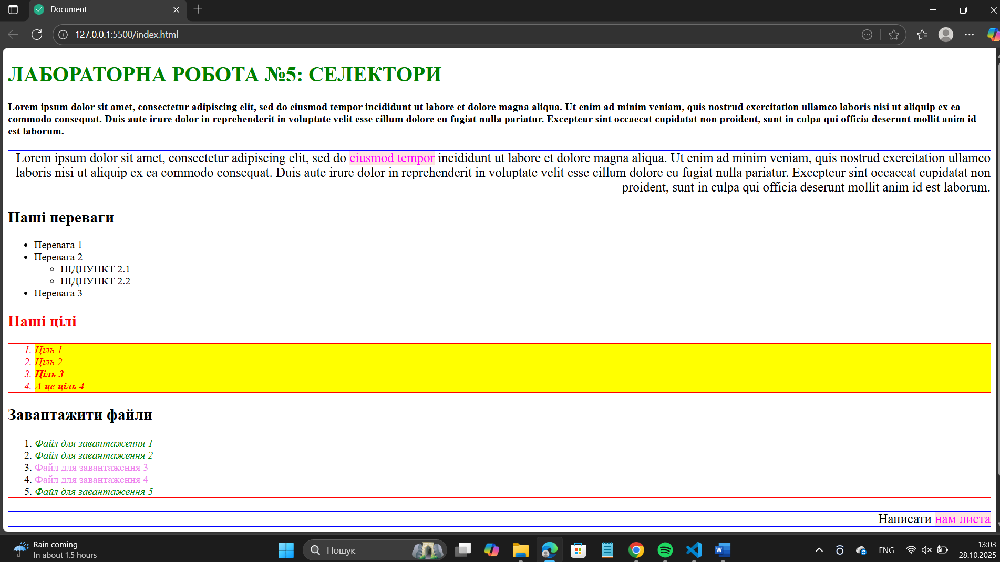 Document
127.0.0.1:5500/index.html
ЛАБОРАТОРНА РОБОТА №5: СЕЛЕКТОРИ
Lorem ipsum dolor sit amet, consectetur adipiscing elit, sed do eiusmod tempor incididunt ut labore et dolore magna aliqua. Ut enim ad minim veniam, quis nostrud exercitation ullamco laboris nisi ut aliquip ex ea
commodo consequat. Duis aute irure dolor in reprehenderit in voluptate velit esse cillum dolore eu fugiat nulla pariatur. Excepteur sint occaecat cupidatat non proident, sunt in culpa qui officia deserunt mollit anim id
est laborum.
Lorem ipsum dolor sit amet, consectetur adipiscing elit, sed do eiusmod tempor incididunt ut labore et dolore magna aliqua. Ut enim ad minim veniam, quis nostrud exercitation ullamco
laboris nisi ut aliquip ex ea commodo consequat. Duis aute irure dolor in reprehenderit in voluptate velit esse cillum dolore eu fugiat nulla pariatur. Excepteur sint occaecat cupidatat non
proident, sunt in culpa qui officia deserunt mollit anim id est laborum.
Наші переваги
• Перевага 1
• Перевага 2
◦ ПІДПУНКТ 2.1
◦ ПІДПУНКТ 2.2
• Перевага 3
Наші цілі
1. Ціль 1
2. Ціль 2
3. Ціль 3
4. А це ціль 4
Завантажити файли
1. Файл для завантаження 1
2. Файл для завантаження 2
3. Файл для завантаження 3
4. Файл для завантаження 4
5. Файл для завантаження 5
Написати нам листа
Rain coming
In about 1.5 hours
Пошук
ENG
13:03
28.10.2025